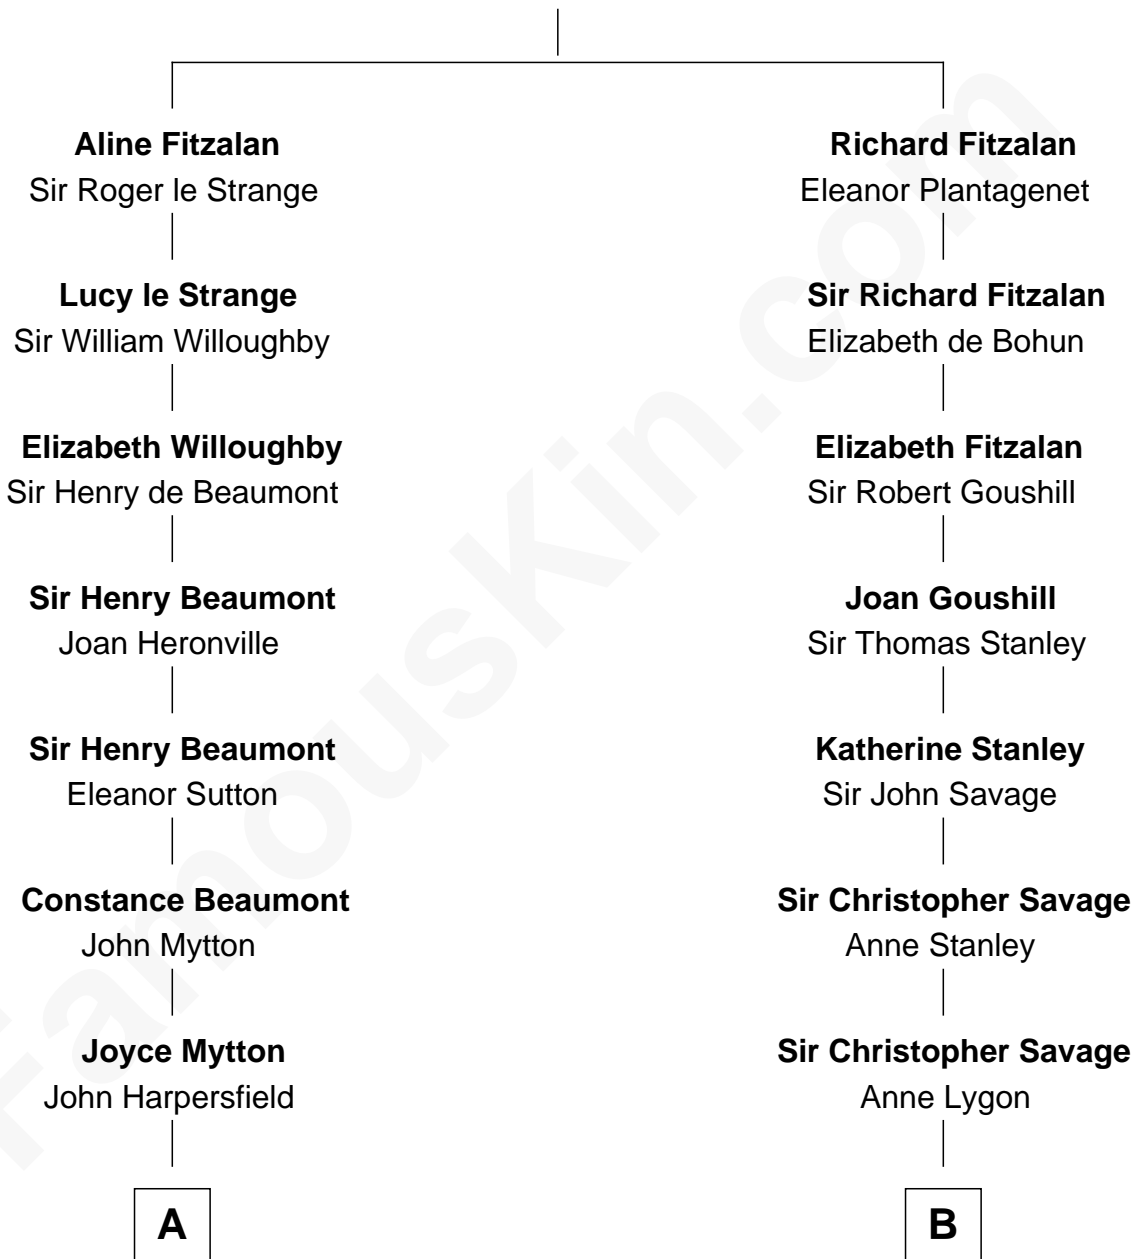 Aline Fitzalan
Sir Roger le Strange
Lucy le Strange
Sir William Willoughby
Elizabeth Willoughby
Sir Henry de Beaumont
Sir Henry Beaumont
Joan Heronville
Sir Henry Beaumont
Eleanor Sutton
Constance Beaumont
John Mytton
Joyce Mytton
John Harpersfield
A
Richard Fitzalan
Eleanor Plantagenet
Sir Richard Fitzalan
Elizabeth de Bohun
Elizabeth Fitzalan
Sir Robert Goushill
Joan Goushill
Sir Thomas Stanley
Katherine Stanley
Sir John Savage
Sir Christopher Savage
Anne Stanley
Sir Christopher Savage
Anne Lygon
B
FamousKin.com